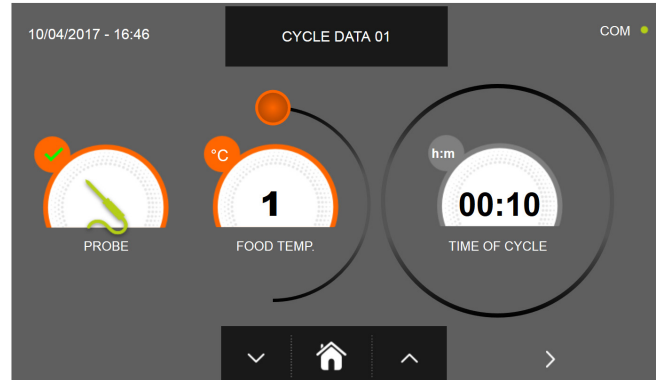 10/04/2017 - 16:46
CYCLE DATA 01
COM
°C
h:m
1
00:10
PROBE
FOOD TEMP.
TIME OF CYCLE